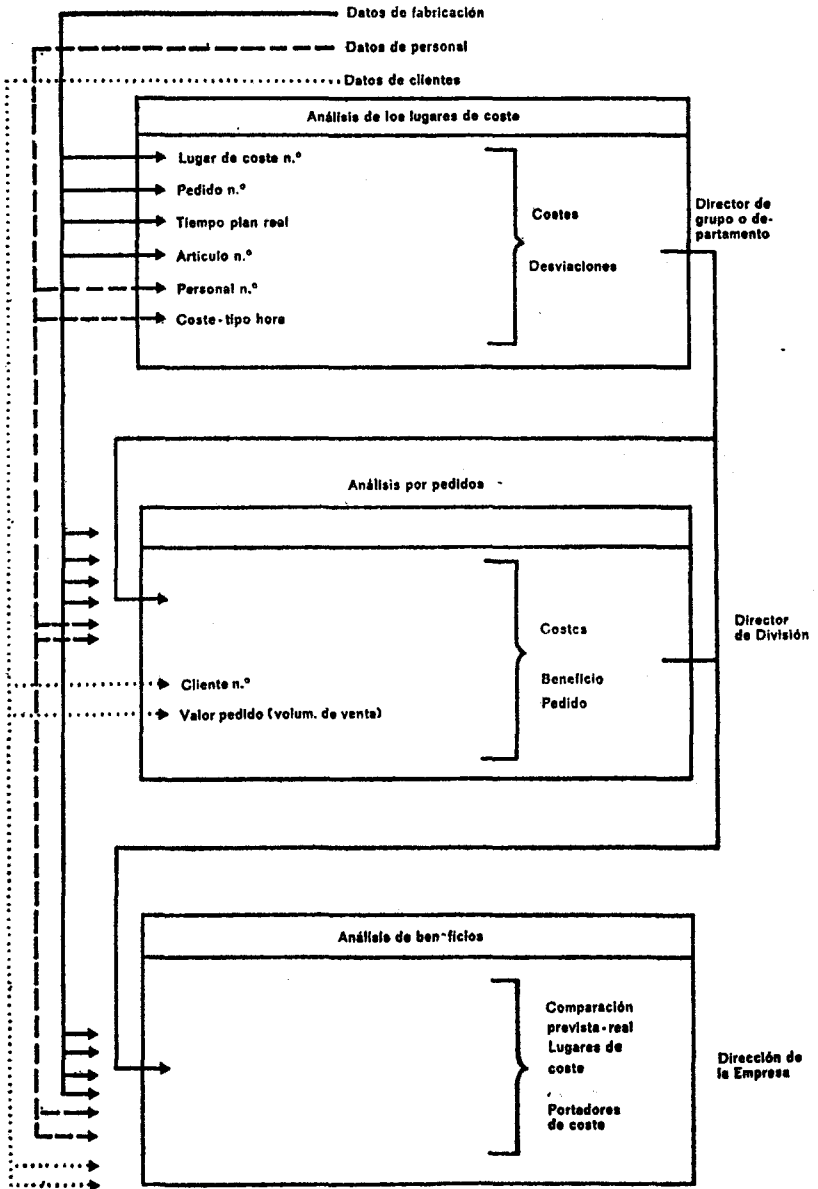 Datos de fabricación
Datos de personal
Datos de clientes
Análisis de los lugares de coste
Lugar de coste n.º
Pedido n.º
Tiempo plan real
Artículo n.º
Personal n.º
Coste-tipo hora
Costes
Desviaciones
Director de
grupo o de-
partamento
Análisis por pedidos
Cliente n.º
Valor pedido (volum. de venta)
Costes
Beneficio
Pedido
Director
de División
Análisis de ben ficios
Comparación
prevista-real
Lugares de
coste
Portadores
de coste
Dirección de
la Empresa